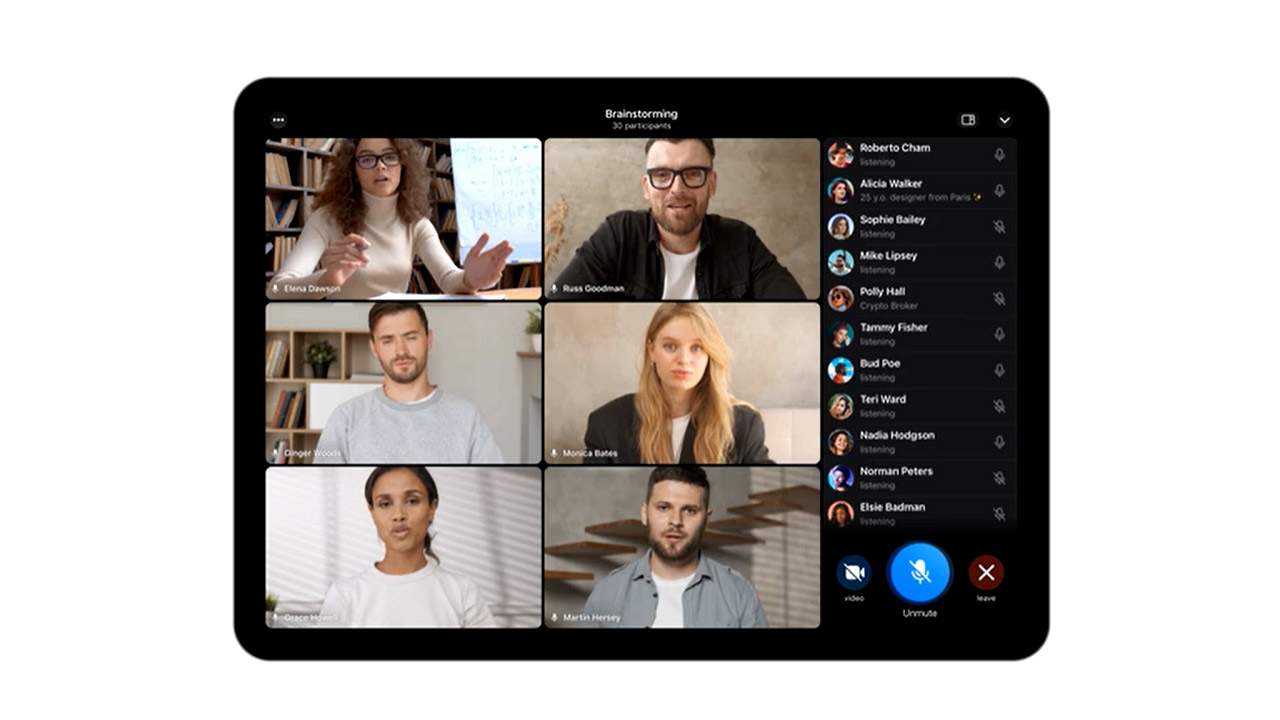 Brainstorming
30 participants
Elena Dawson
Russ Goodman
Ginger Woods
Monica Bates
Grace
Martin Hersey
Roberto Cham
listening
Alicia Walker
25 y.o. designer from Paris ✨
Sophie Bailey
listening
Mike Lipsey
listening
Polly Hall
Crypto Broker
Tammy Fisher
listening
Bud Poe
listening
Teri Ward
listening
Nadia Hodgson
listening
Norman Peters
listening
Elsie Badman
listening
video
Unmute
leave